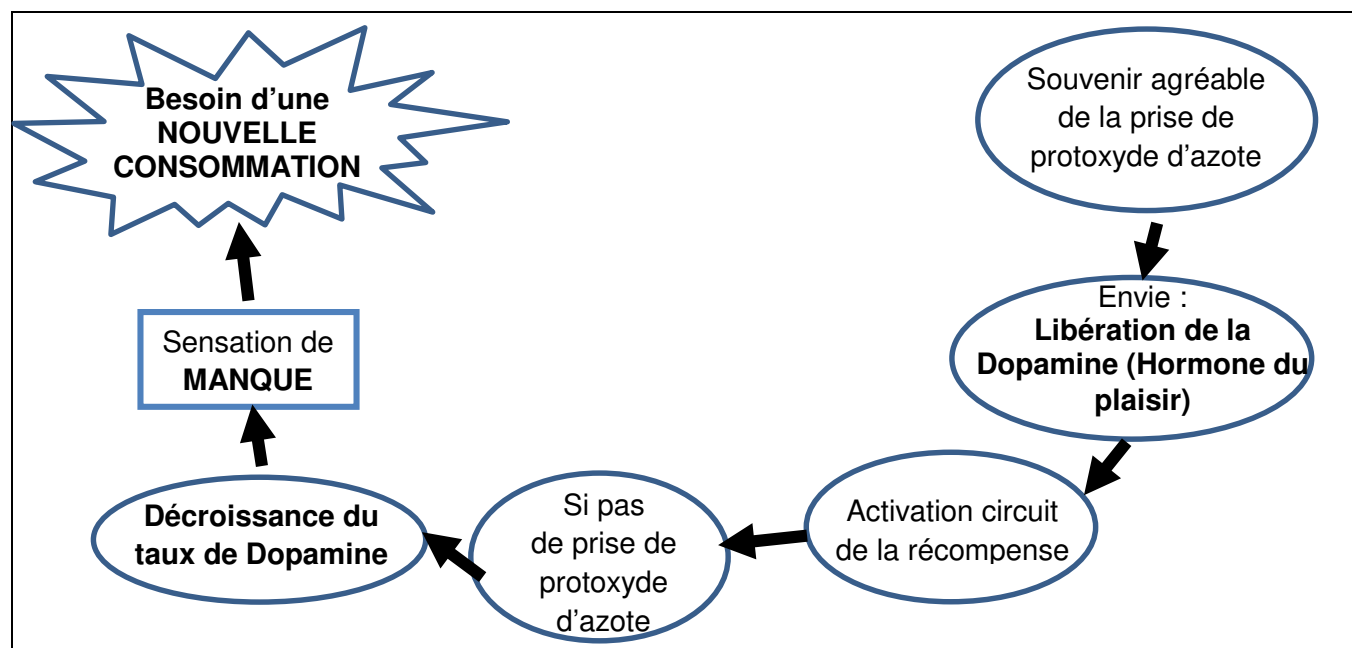 Besoin d'une
NOUVELLE
CONSOMMATION
Souvenir agréable
de la prise de
protoxyde d'azote
Envie :
Libération de la
Dopamine (Hormone du
plaisir)
Sensation de
MANQUE
Décroissance du
taux de Dopamine
Si pas
de prise de
protoxyde
d'azote
Activation circuit
de la récompense